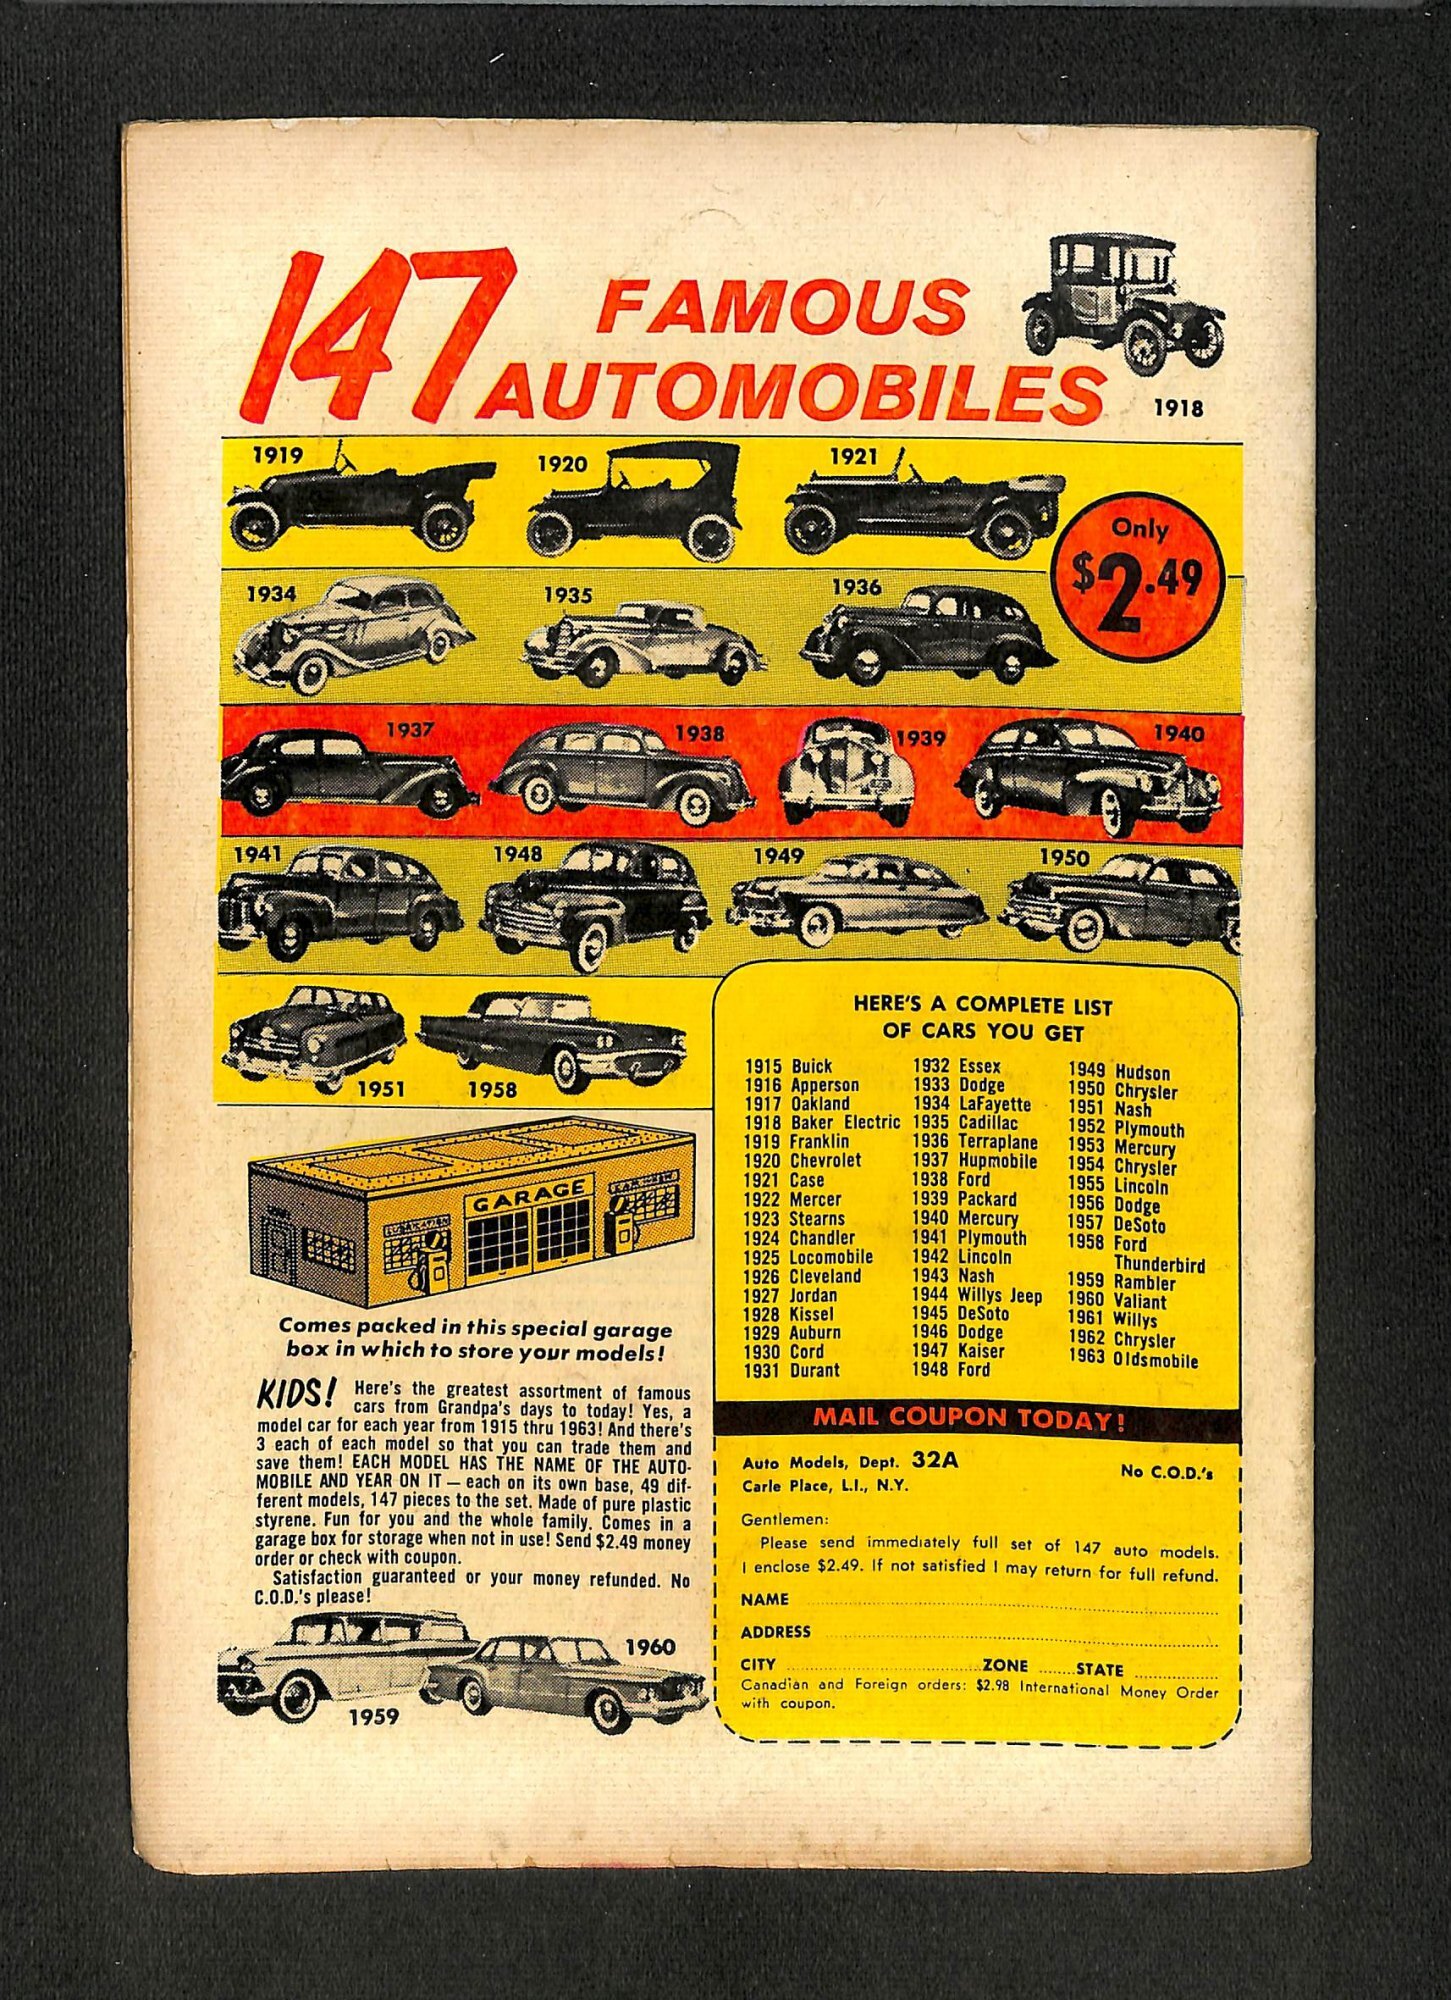 147 FAMOUS
AUTOMOBILES
1918
1919
1920
1921
Only
$2.49
1934
1935
1936
1937
1938
1939
1940
1941
1948
1949
1950
1951
1958
GARAGE
LUBRICATION
CAR WASH
Comes packed in this special garage
box in which to store your models!
KIDS! Here's the greatest assortment of famous
cars from Grandpa's days to today! Yes, a
model car for each year from 1915 thru 1963! And there's
3 each of each model so that you can trade them and
save them! EACH MODEL HAS THE NAME OF THE AUTO-
MOBILE AND YEAR ON IT — each on its own base, 49 dif-
ferent models, 147 pieces to the set. Made of pure plastic
styrene. Fun for you and the whole family. Comes in a
garage box for storage when not in use! Send $2.49 money
order or check with coupon.
Satisfaction guaranteed or your money refunded. No
C.O.D.'s please!
1959
1960
HERE'S A COMPLETE LIST
OF CARS YOU GET
1915 Buick
1916 Apperson
1917 Oakland
1918 Baker Electric
1919 Franklin
1920 Chevrolet
1921 Case
1922 Mercer
1923 Stearns
1924 Chandler
1925 Locomobile
1926 Cleveland
1927 Jordan
1928 Kissel
1929 Auburn
1930 Cord
1931 Durant
1932 Essex
1933 Dodge
1934 LaFayette
1935 Cadillac
1936 Terraplane
1937 Hupmobile
1938 Ford
1939 Packard
1940 Mercury
1941 Plymouth
1942 Lincoln
1943 Nash
1944 Willys Jeep
1945 DeSoto
1946 Dodge
1947 Kaiser
1948 Ford
1949 Hudson
1950 Chrysler
1951 Nash
1952 Plymouth
1953 Mercury
1954 Chrysler
1955 Lincoln
1956 Dodge
1957 DeSoto
1958 Ford
Thunderbird
1959 Rambler
1960 Valiant
1961 Willys
1962 Chrysler
1963 Oldsmobile
MAIL COUPON TODAY!
Auto Models, Dept. 32A
No C.O.D.'s
Carle Place, L.I., N.Y.
Gentlemen:
Please send immediately full set of 147 auto models.
I enclose $2.49. If not satisfied I may return for full refund.
NAME
ADDRESS
CITY ZONE STATE
Canadian and Foreign orders: $2.98 International Money Order
with coupon.